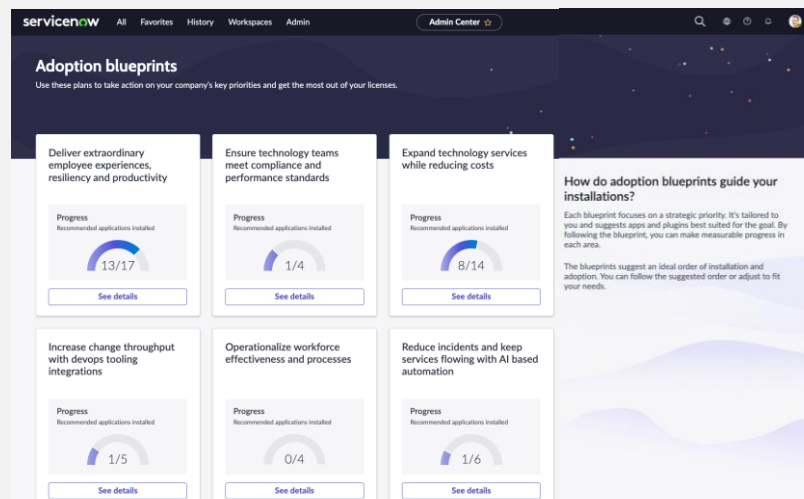 servicenow All Favorites History Workspaces Admin Admin Center
Adoption blueprints
Use these plans to take action on your company's key priorities and get the most out of your licenses.
Deliver extraordinary
employee experiences,
resiliency and productivity
Progress
Recommended applications installed
13/17
See details
Ensure technology teams
meet compliance and
performance standards
Progress
Recommended applications installed
1/4
See details
Expand technology services
while reducing costs
Progress
Recommended applications installed
8/14
See details
How do adoption blueprints guide your
installations?
Each blueprint focuses on a strategic priority. It's tailored to
you and suggests apps and plugins best suited for the goal. By
following the blueprint, you can make measurable progress in
each area.
The blueprints suggest an ideal order of installation and
adoption. You can follow the suggested order or adjust to fit
your needs.
Increase change throughput
with devops tooling
integrations
Progress
Recommended applications installed
1/5
See details
Operationalize workforce
effectiveness and processes
Progress
Recommended applications installed
0/4
See details
Reduce incidents and keep
services flowing with AI based
automation
Progress
Recommended applications installed
1/6
See details